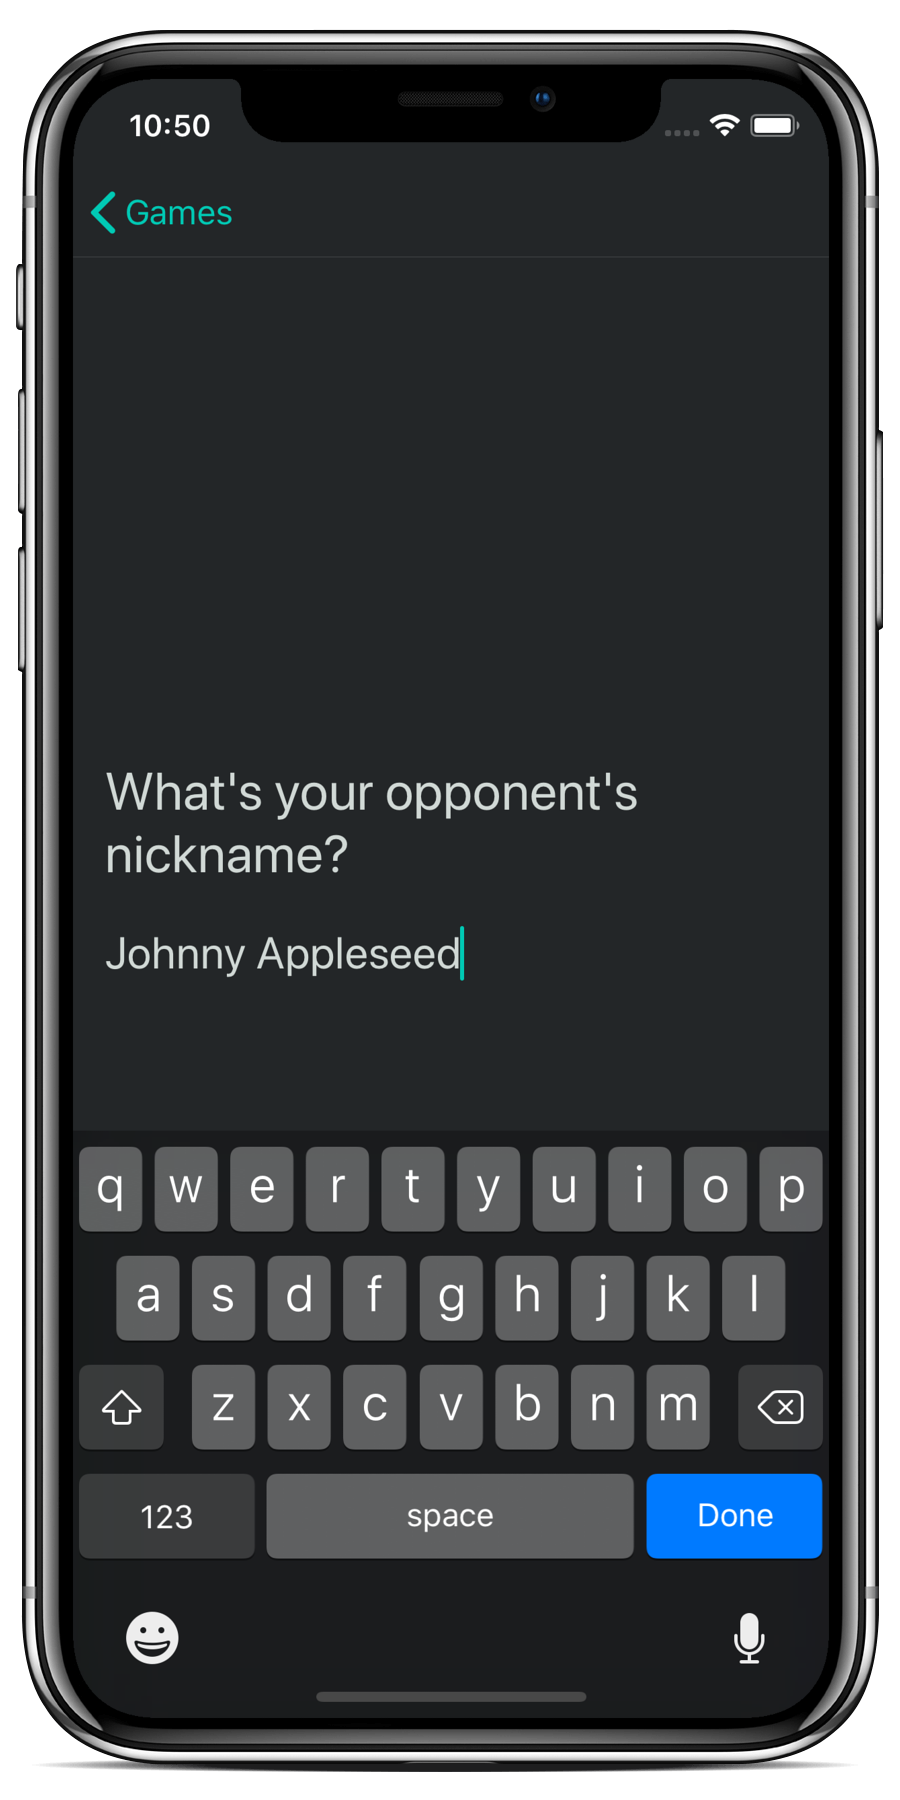 10:50
Games
What's your opponent's
nickname?
Johnny Appleseed
q w e r t y u i o p
a s d f g h j k l
z x c v b n m
123 space Done